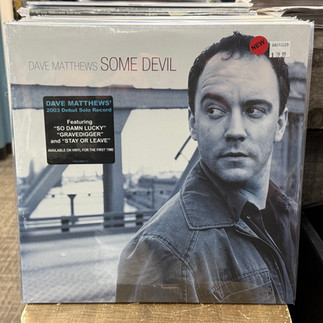 DAVE MATTHEWS SOME DEVIL
NEW
DAVE MATTHEWS'
2003 Debut Solo Record
Featuring
"SO DAMN LUCKY"
"GRAVEDIGGER"
and "STAY OR LEAVE"
AVAILABLE ON VINYL FOR THE FIRST TIME